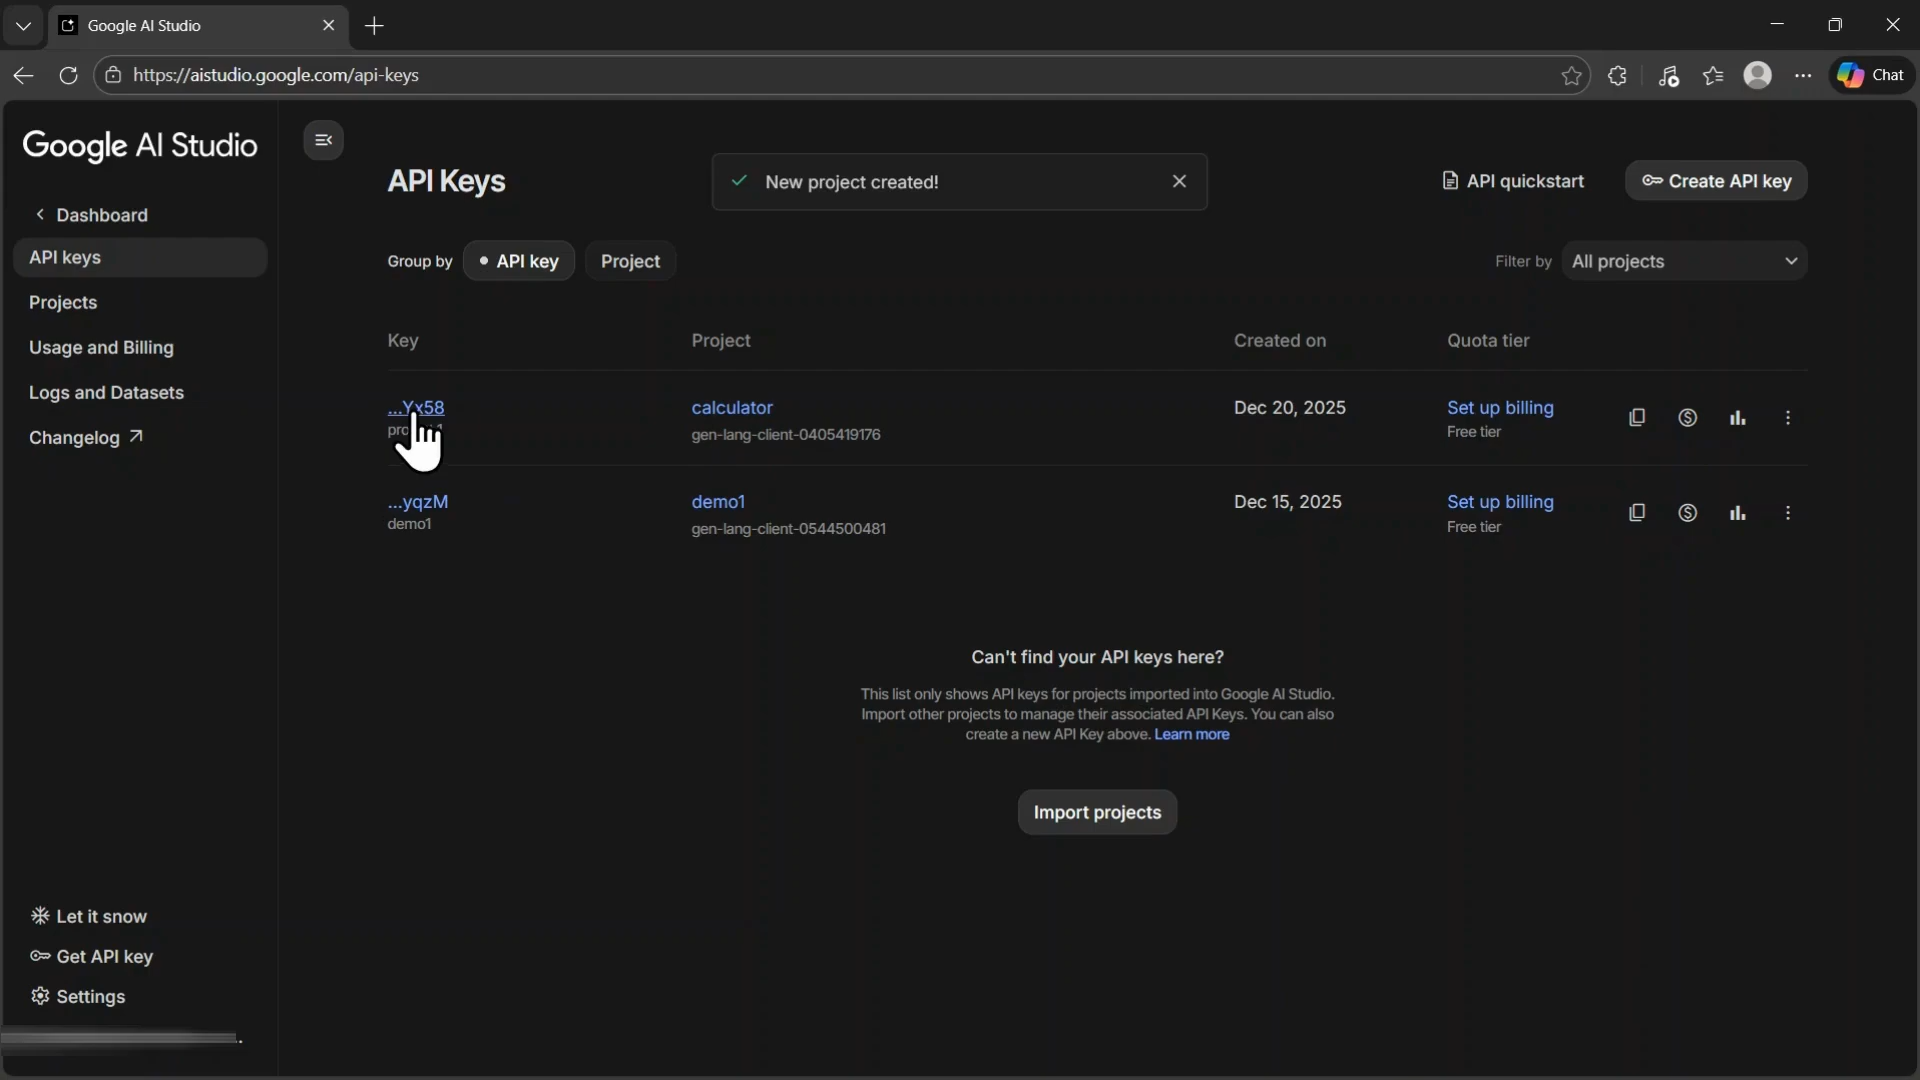 Google AI Studio
https://aistudio.google.com/api-keys
Chat
Google AI Studio
Dashboard
API keys
Projects
Usage and Billing
Logs and Datasets
Changelog
Let it snow
Get API key
Settings
API Keys
New project created!
API quickstart
Create API key
Group by
API key
Project
Filter by
All projects
Key
Project
Created on
Quota tier
...Yx58
calculator
gen-lang-client-0405419176
Dec 20, 2025
Set up billing
Free tier
...yqzM
demo1
demo1
gen-lang-client-0544500481
Dec 15, 2025
Set up billing
Free tier
Can't find your API keys here?
This list only shows API keys for projects imported into Google AI Studio.
Import other projects to manage their associated API Keys. You can also
create a new API Key above. Learn more
Import projects